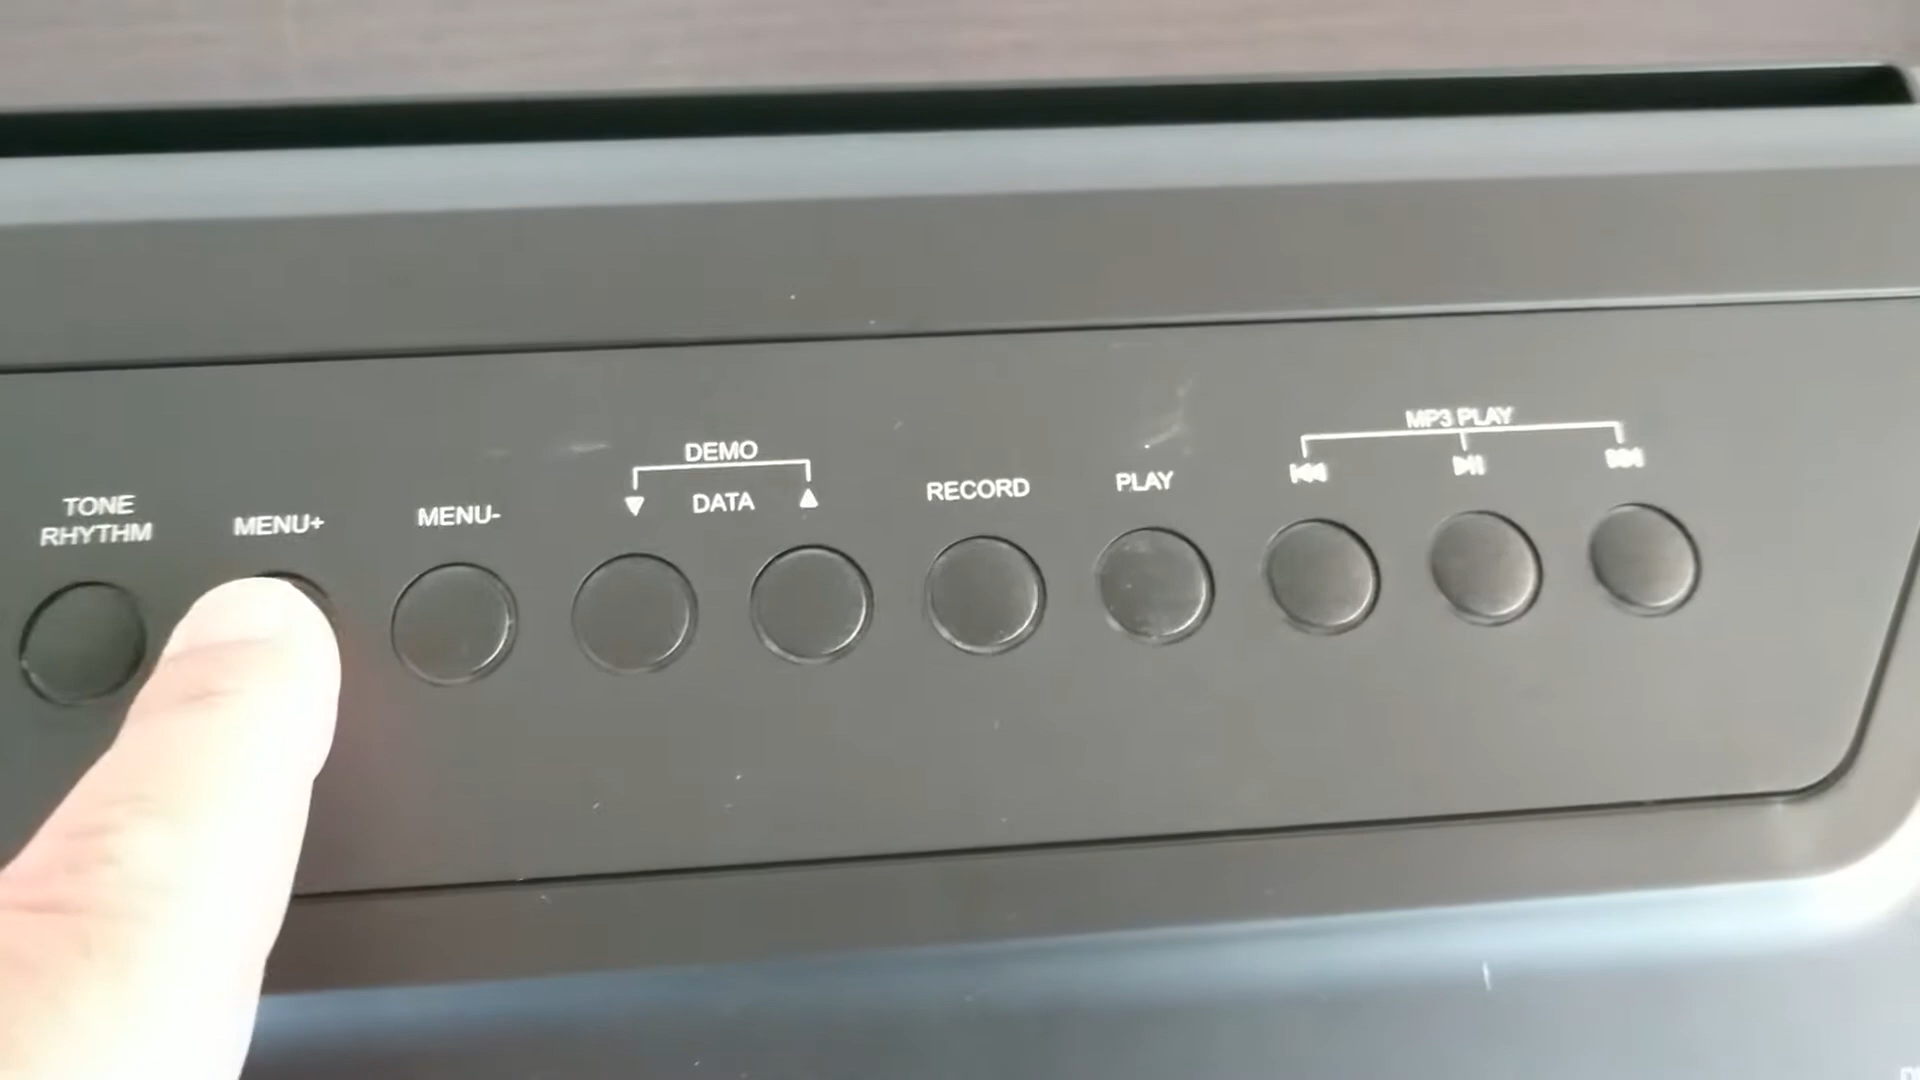 TONE
RHYTHM
MENU+
MENU-
DEMO
▼ DATA ▲
RECORD
PLAY
MP3 PLAY